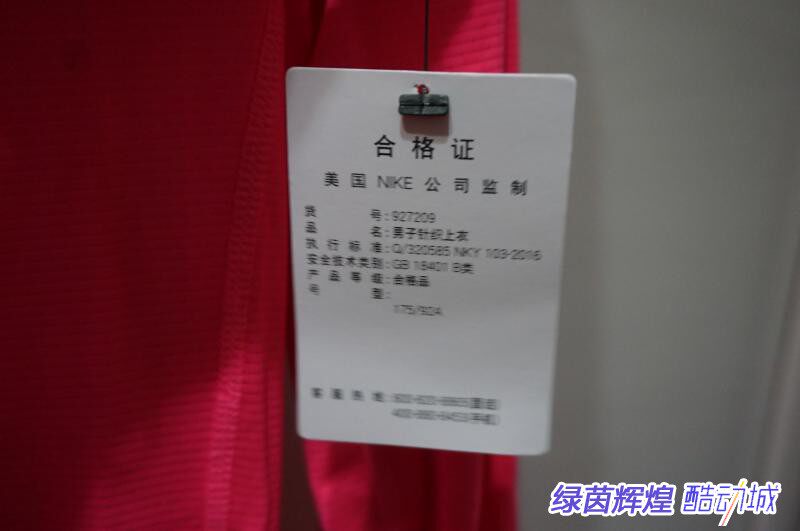 合格证
美国 NIKE 公司监制
货号:927209
品名:男子针织上衣
执行标准:Q/320585 NKY 103-2016
安全技术类别:GB 18401 B类
产品等级:合格品
号型:
175/92A
客服热线:
绿茵辉煌 酷动城